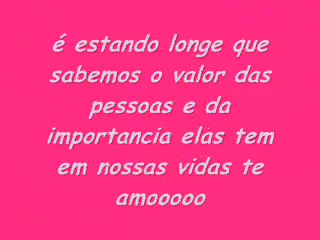 é estando longe que
sabemos o valor das
pessoas e da
importancia elas tem
em nossas vidas te
amooooo